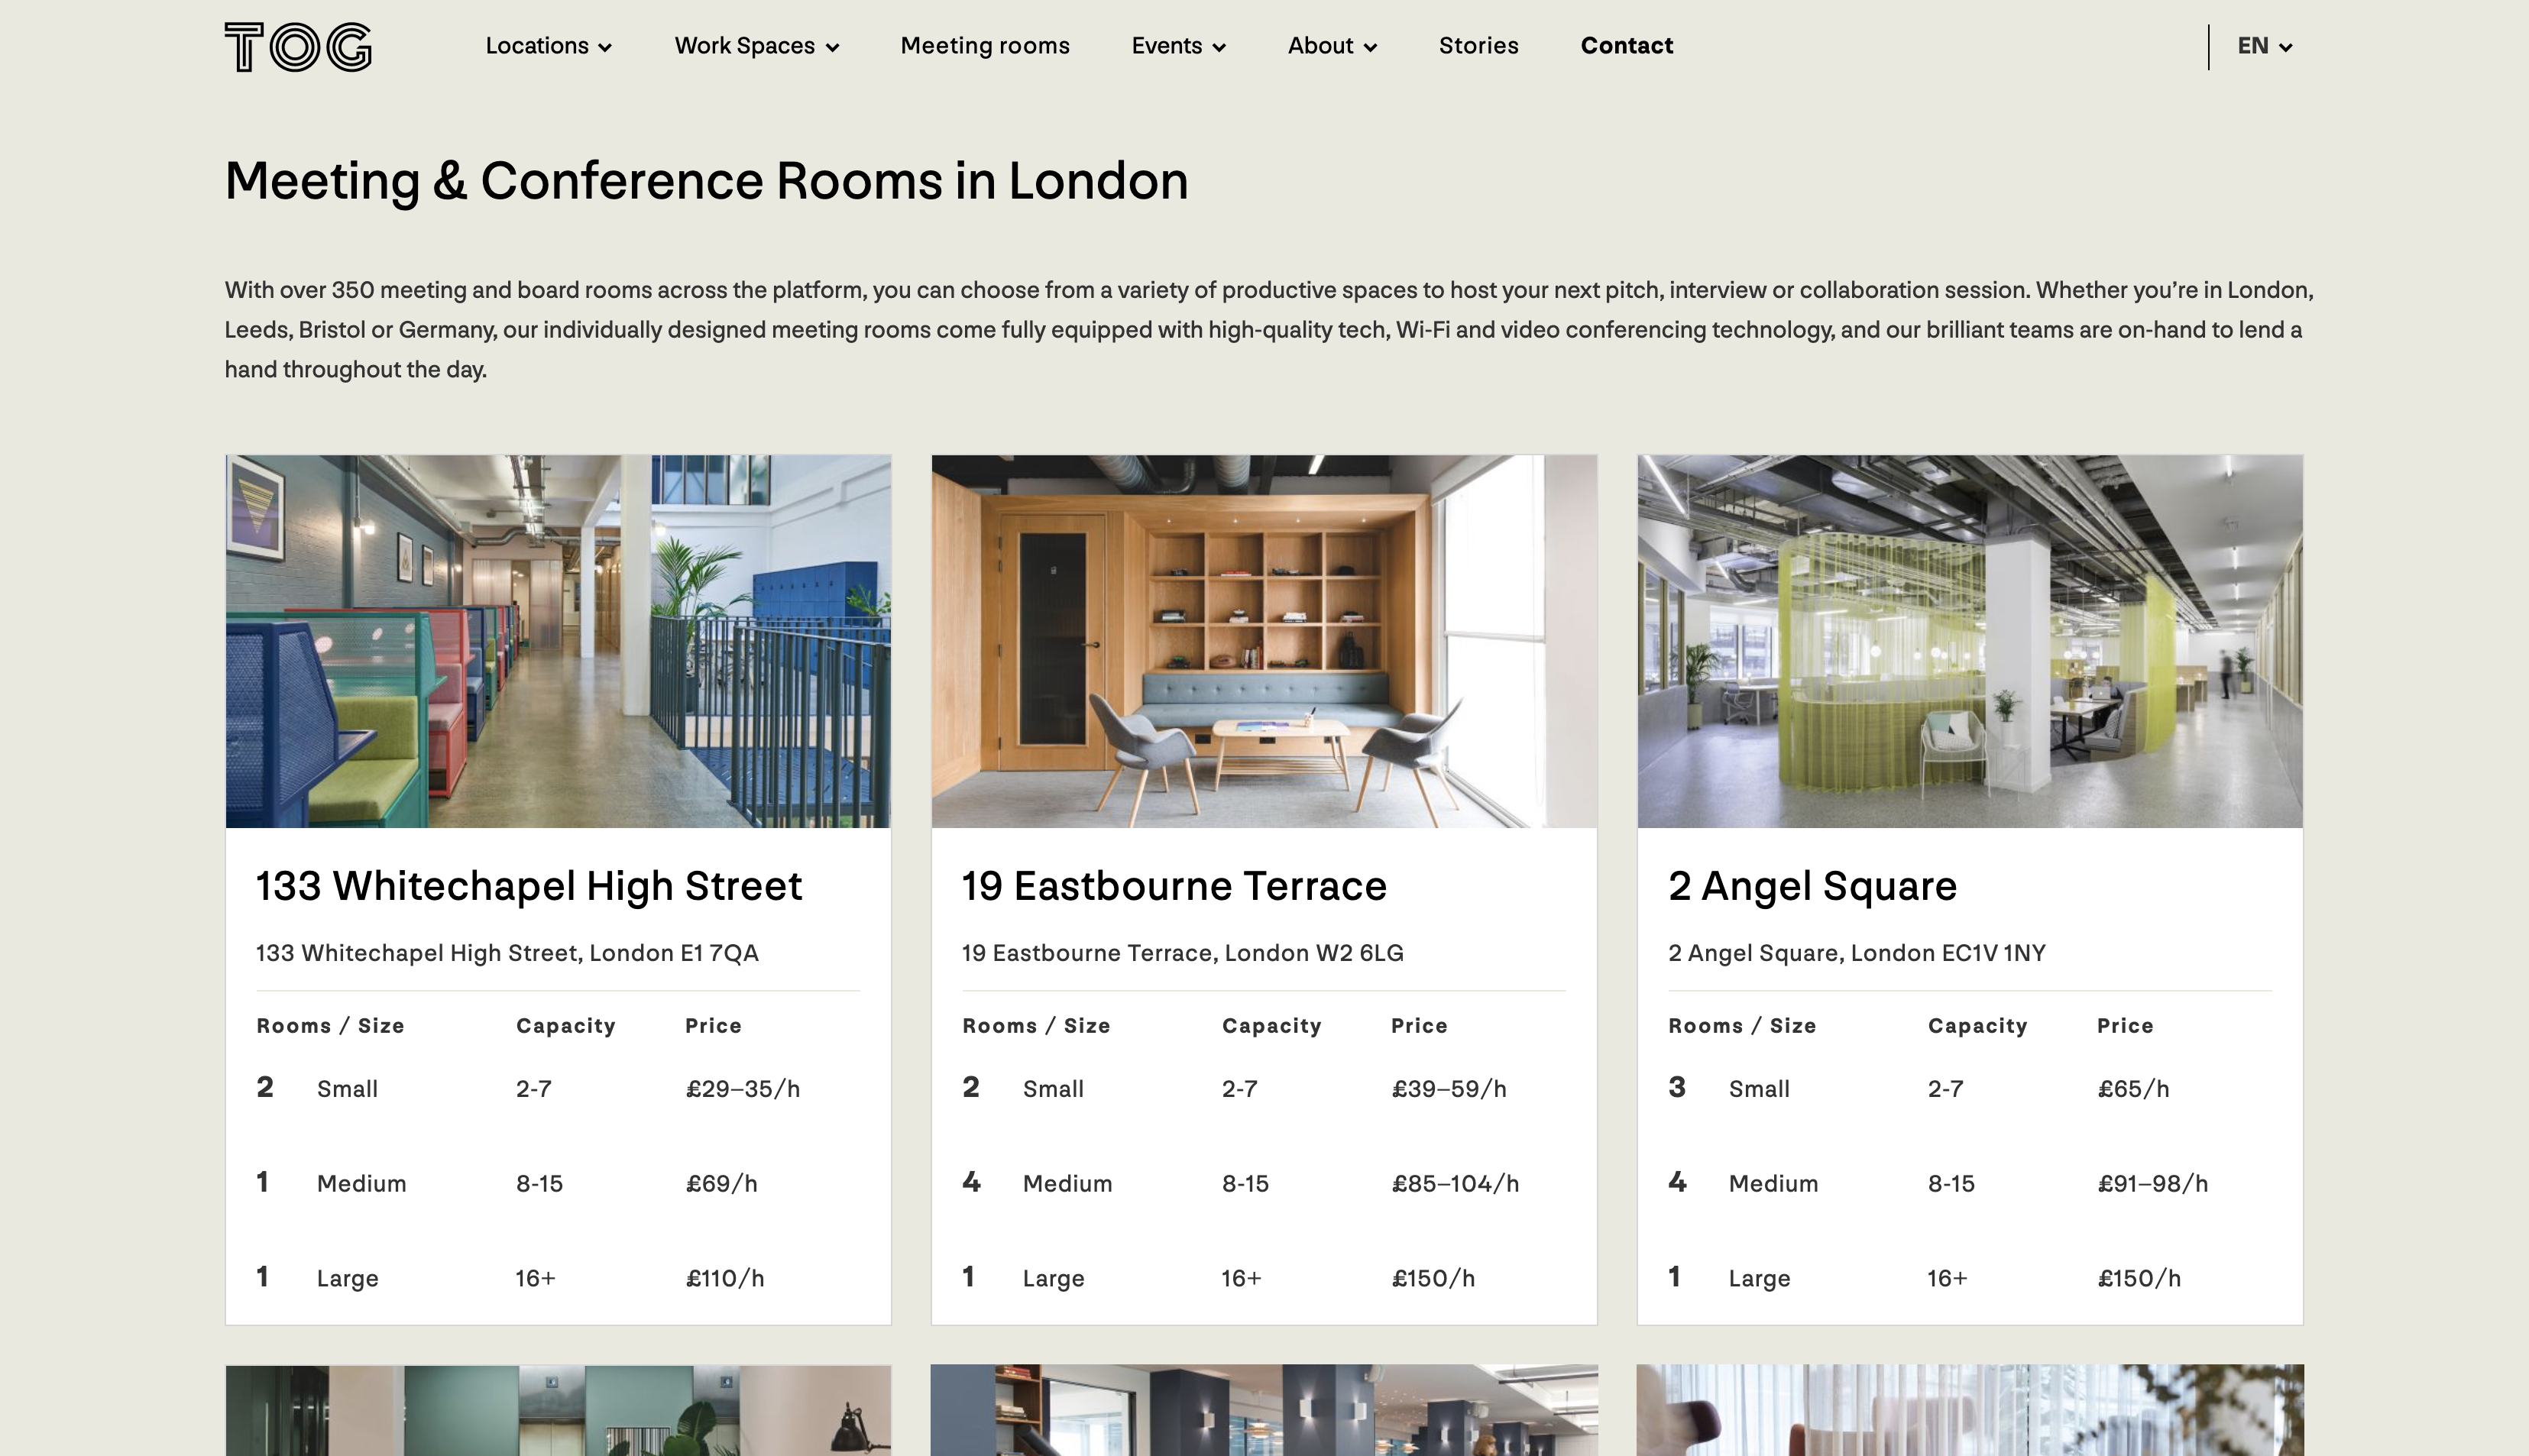 TOG
Locations
Work Spaces
Meeting rooms
Events
About
Stories
Contact
EN
Meeting & Conference Rooms in London
With over 350 meeting and board rooms across the platform, you can choose from a variety of productive spaces to host your next pitch, interview or collaboration session. Whether you’re in London,
Leeds, Bristol or Germany, our individually designed meeting rooms come fully equipped with high-quality tech, Wi-Fi and video conferencing technology, and our brilliant teams are on-hand to lend a
hand throughout the day.
133 Whitechapel High Street
133 Whitechapel High Street, London E1 7QA
Rooms / Size Capacity Price
2 Small 2-7 £29–35/h
1 Medium 8-15 £69/h
1 Large 16+ £110/h
19 Eastbourne Terrace
19 Eastbourne Terrace, London W2 6LG
Rooms / Size Capacity Price
2 Small 2-7 £39–59/h
4 Medium 8-15 £85–104/h
1 Large 16+ £150/h
2 Angel Square
2 Angel Square, London EC1V 1NY
Rooms / Size Capacity Price
3 Small 2-7 £65/h
4 Medium 8-15 £91–98/h
1 Large 16+ £150/h